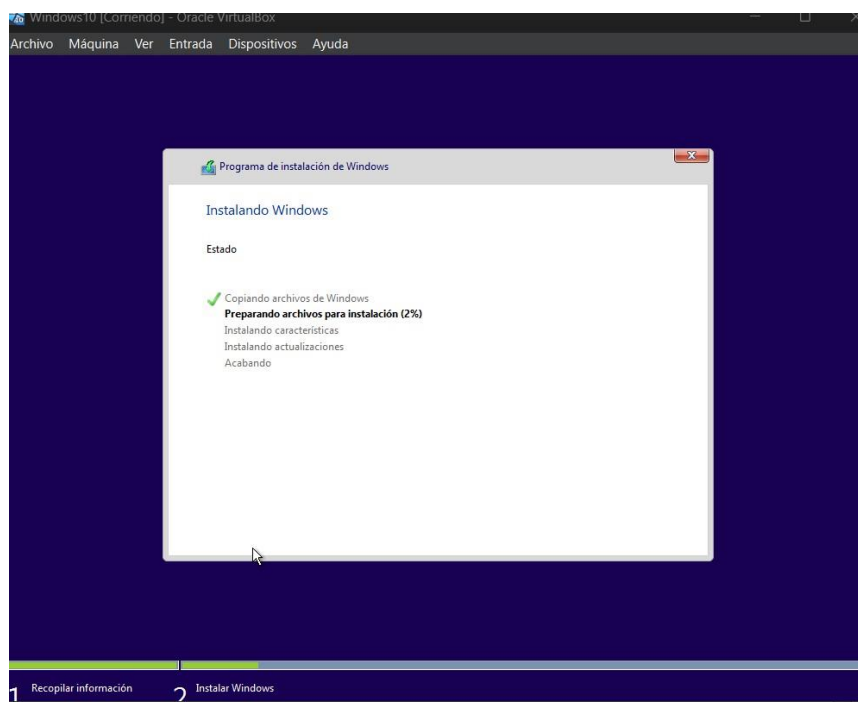 Windows10 [Corriendo] - Oracle VirtualBox
Archivo Máquina Ver Entrada Dispositivos Ayuda
Programa de instalación de Windows
Instalando Windows
Estado
Copiando archivos de Windows
Preparando archivos para instalación (2%)
Instalando características
Instalando actualizaciones
Acabando
1 Recopilar información 2 Instalar Windows